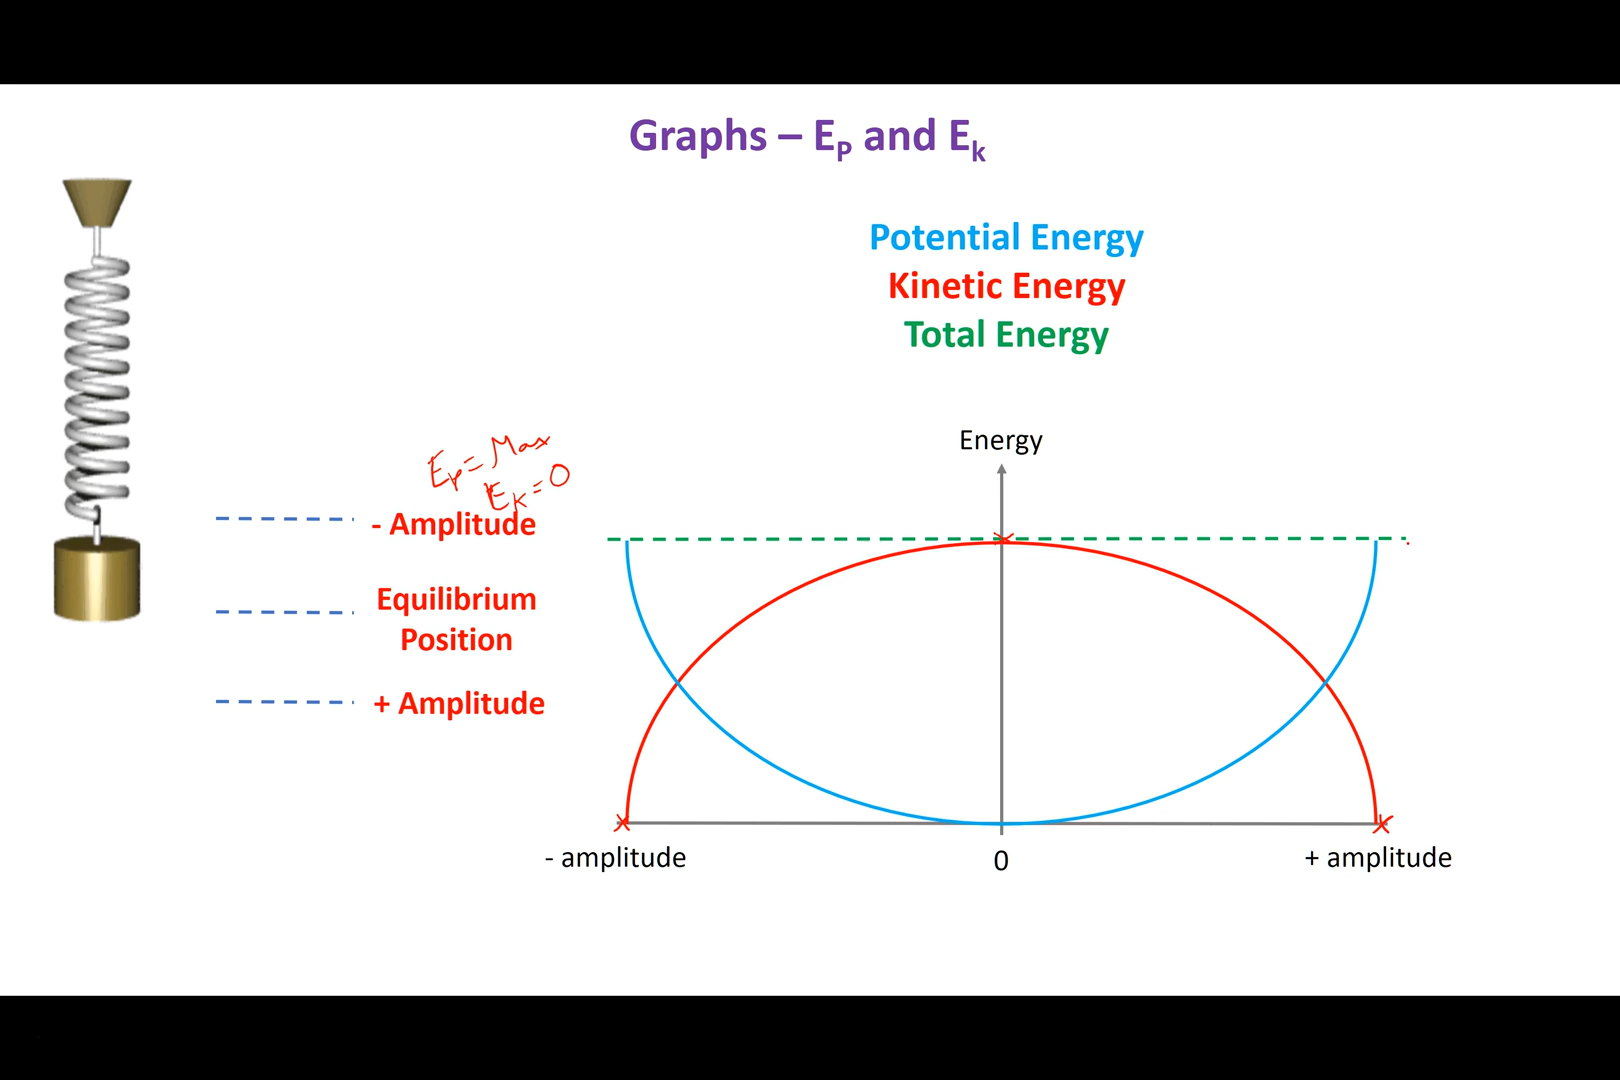 Graphs – EP and Ek
Potential Energy
Kinetic Energy
Total Energy
Ep = Max
EK = 0
- Amplitude
Equilibrium
Position
+ Amplitude
Energy
- amplitude
0
+ amplitude